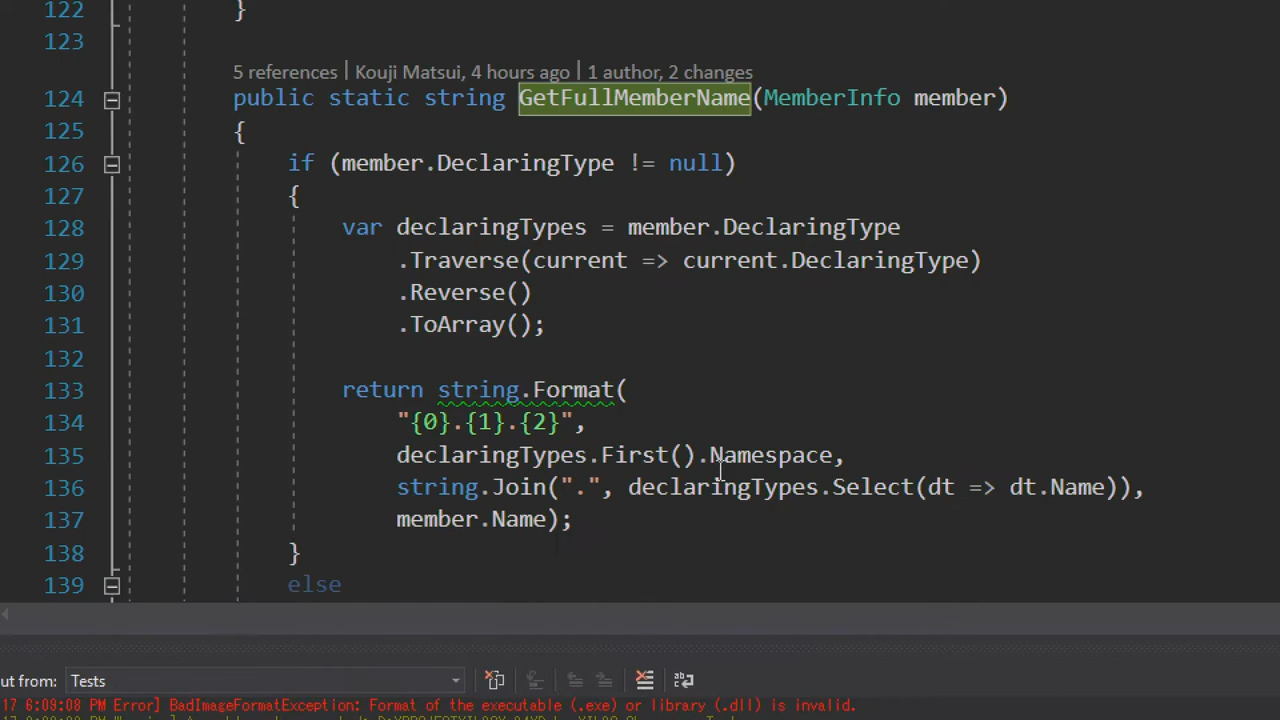 122 }
123
5 references | Kouji Matsui, 4 hours ago | 1 author, 2 changes
124 public static string GetFullMemberName(MemberInfo member)
125 {
126 if (member.DeclaringType != null)
127 {
128 var declaringTypes = member.DeclaringType
129 .Traverse(current => current.DeclaringType)
130 .Reverse()
131 .ToArray();
132
133 return string.Format(
134 "{0}.{1}.{2}",
135 declaringTypes.First().Namespace,
136 string.Join(".", declaringTypes.Select(dt => dt.Name)),
137 member.Name);
138 }
139 else
ut from: Tests
17 8:09:08 PM Error] BadImageFormatException: Format of the executable (.exe) or library (.dll) is invalid.